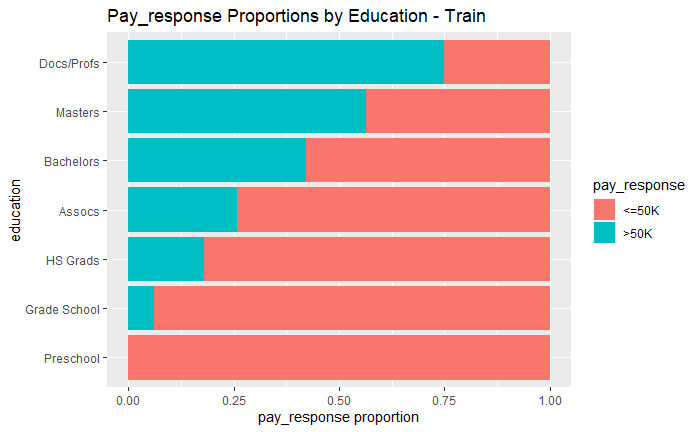 Pay_response Proportions by Education - Train
education
Docs/Profs
Masters
Bachelors
Assocs
HS Grads
Grade School
Preschool
0.00 0.25 0.50 0.75 1.00
pay_response proportion
pay_response
<=50K
>50K